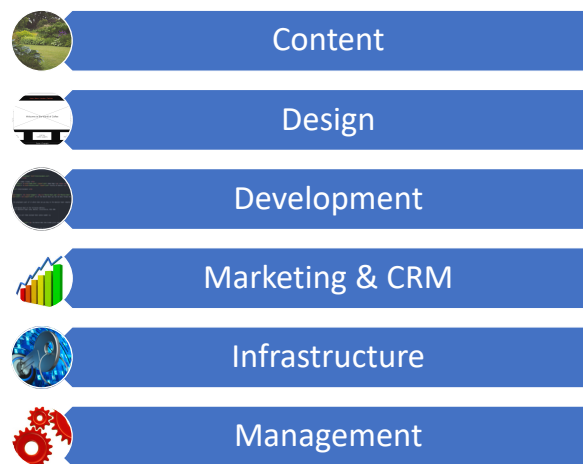 Content
Design
Development
Marketing & CRM
Infrastructure
Management